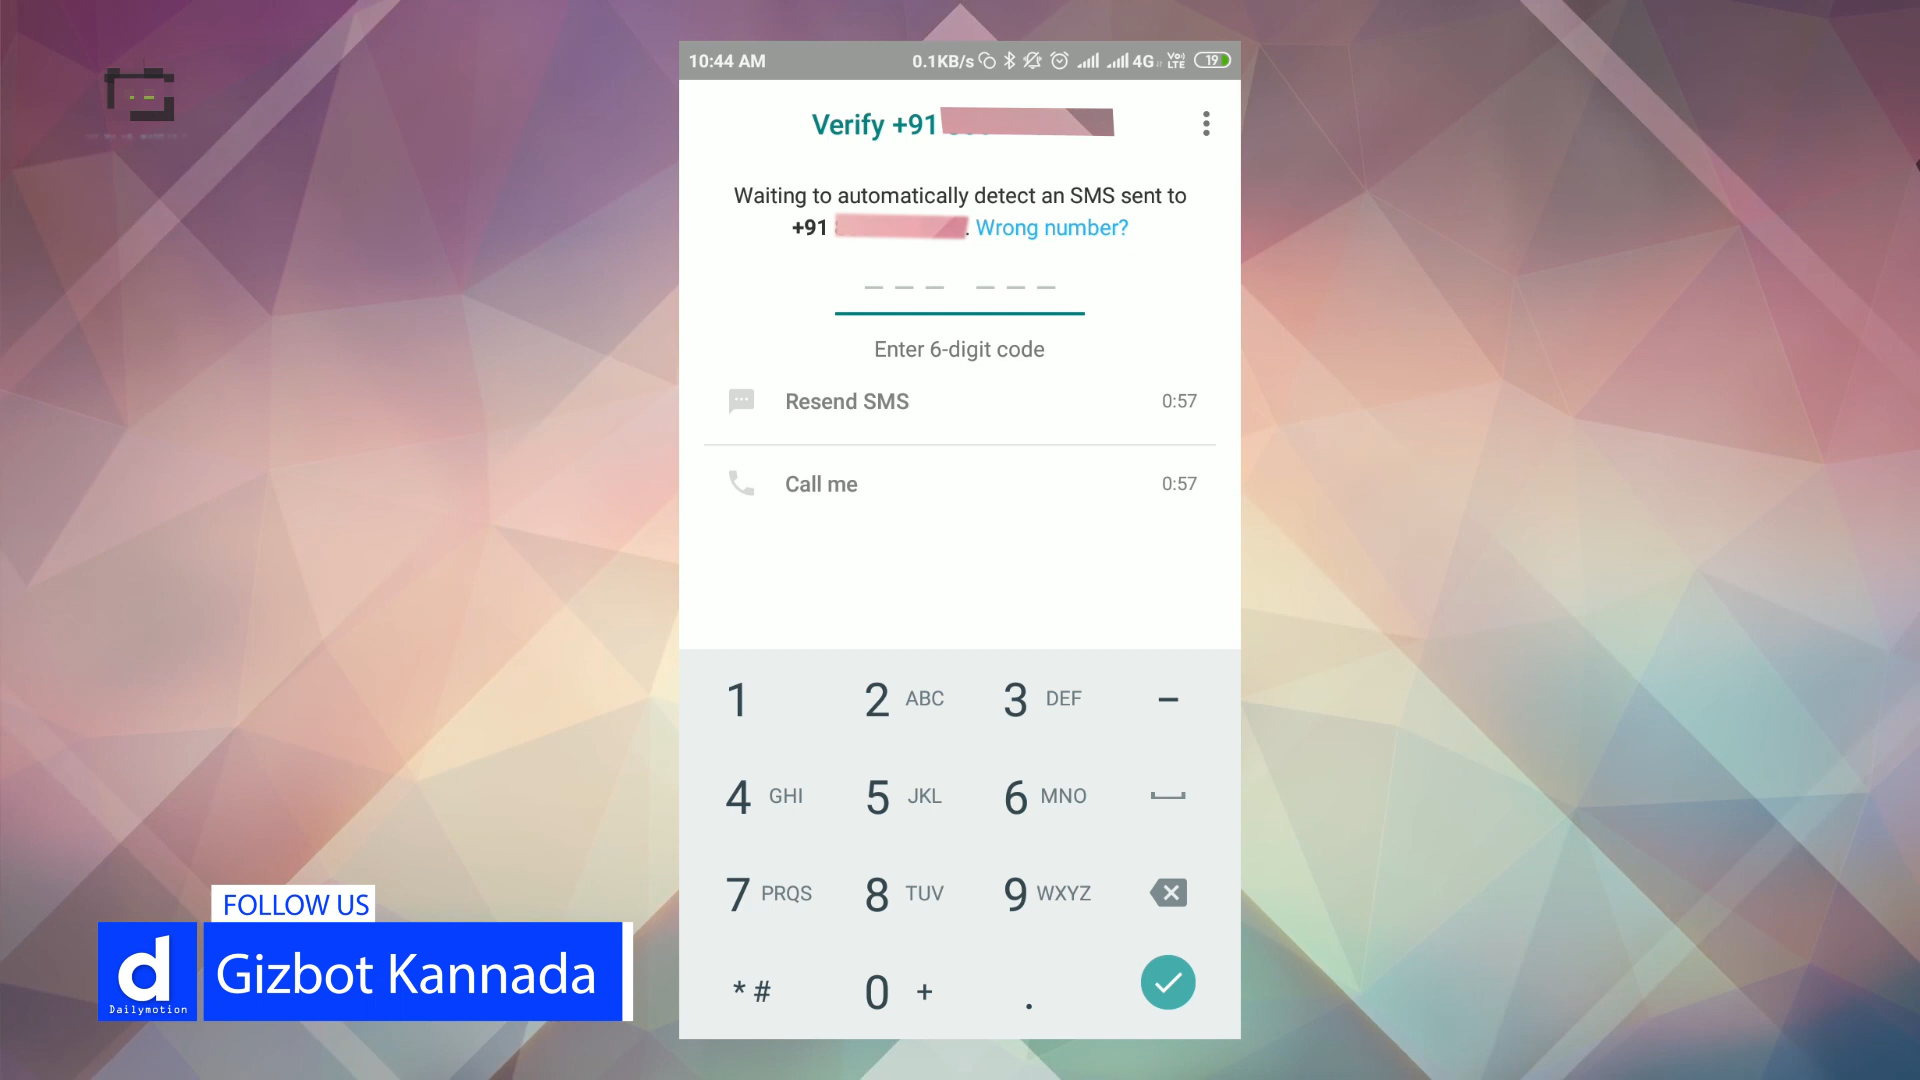 10:44 AM 0.1KB/s 4G Vo) LTE 19
Verify +91
Waiting to automatically detect an SMS sent to
+91 . Wrong number?
Enter 6-digit code
Resend SMS 0:57
Call me 0:57
1 2 ABC 3 DEF –
4 GHI 5 JKL 6 MNO
7 PRQS 8 TUV 9 WXYZ
* # 0 + .
FOLLOW US
d Gizbot Kannada
Dailymotion